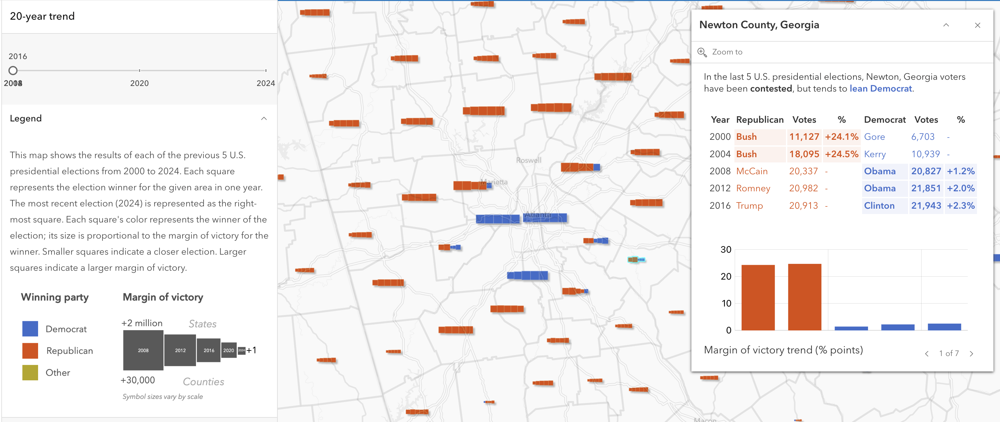 20-year trend
2016
2020
2024
Legend
This map shows the results of each of the previous 5 U.S.
presidential elections from 2000 to 2024. Each square
represents the election winner for the given area in one year.
The most recent election (2024) is represented as the right-
most square. Each square's color represents the winner of the
election; its size is proportional to the margin of victory for the
winner. Smaller squares indicate a closer election. Larger
squares indicate a larger margin of victory.
Winning party
Democrat
Republican
Other
Margin of victory
+2 million
States
2008 2012 2016 2020 2024 +1
+30,000
Counties
Symbol sizes vary by scale
Roswell
Marietta
Atlanta
Macon
Newton County, Georgia
Zoom to
In the last 5 U.S. presidential elections, Newton, Georgia voters
have been contested, but tends to lean Democrat.
Year Republican Votes % Democrat Votes %
2000 Bush 11,127 +24.1% Gore 6,703 -
2004 Bush 18,095 +24.5% Kerry 10,939 -
2008 McCain 20,337 - Obama 20,827 +1.2%
2012 Romney 20,982 - Obama 21,851 +2.0%
2016 Trump 20,913 - Clinton 21,943 +2.3%
30
20
10
0
Margin of victory trend (% points)
1 of 7